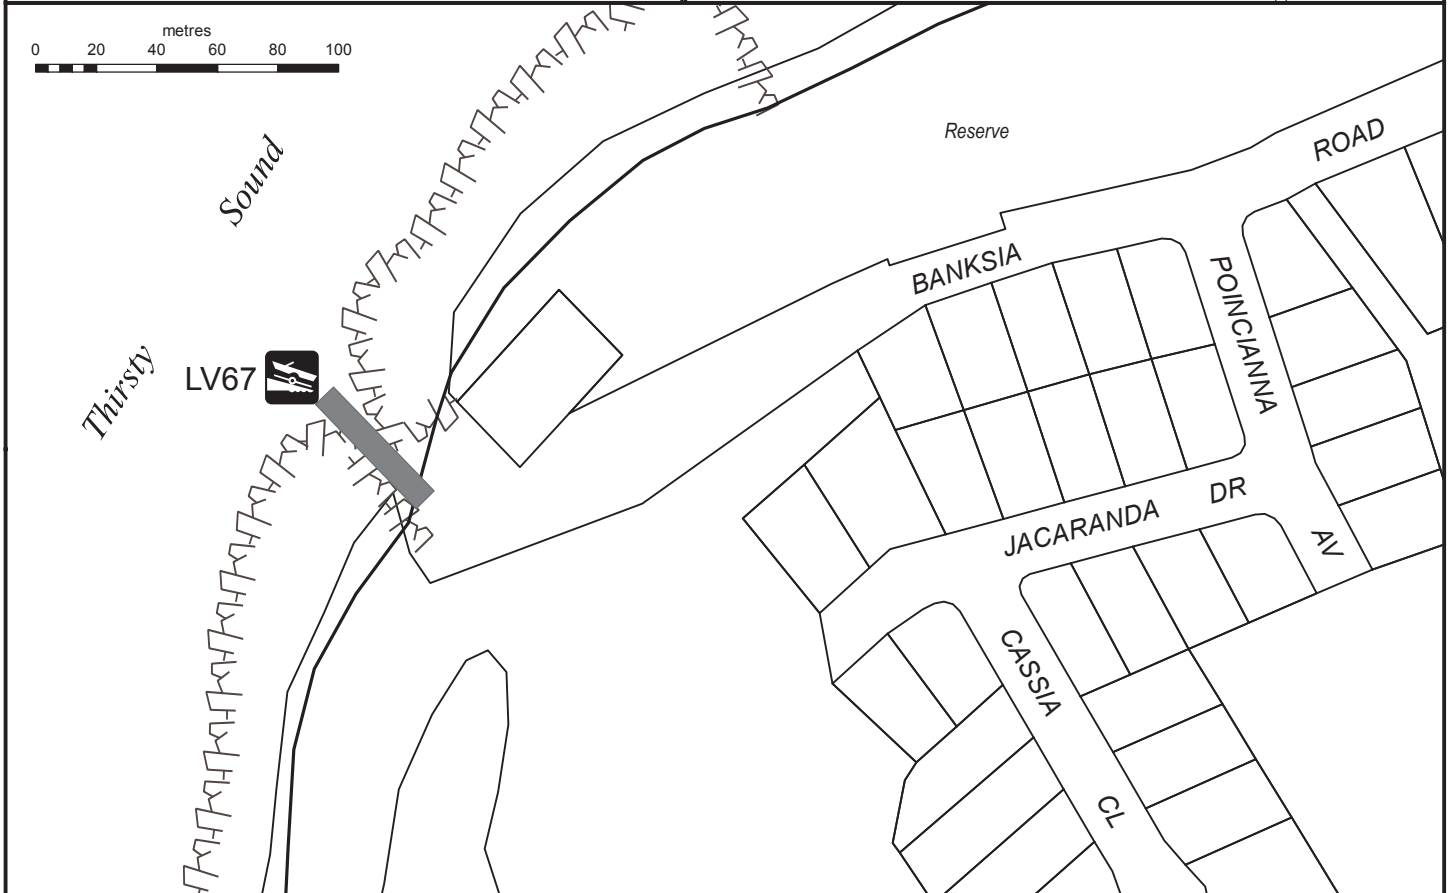 metres
0 20 40 60 80 100
Sound
Thirsty
LV67
Reserve
ROAD
BANKSIA
POINCIANNA
AV
JACARANDA DR
CASSIA
CL